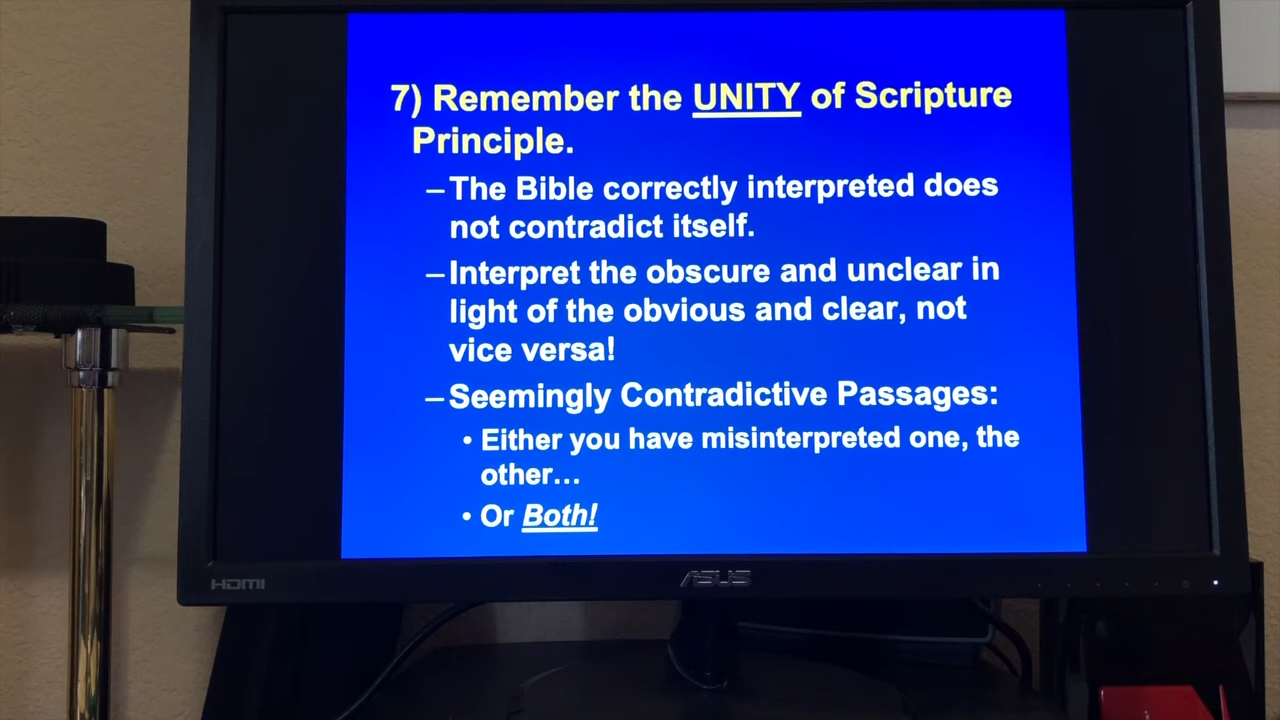 7) Remember the UNITY of Scripture
Principle.
–The Bible correctly interpreted does
not contradict itself.
–Interpret the obscure and unclear in
light of the obvious and clear, not
vice versa!
–Seemingly Contradictive Passages:
• Either you have misinterpreted one, the
other…
• Or Both!
HDMI
ASUS